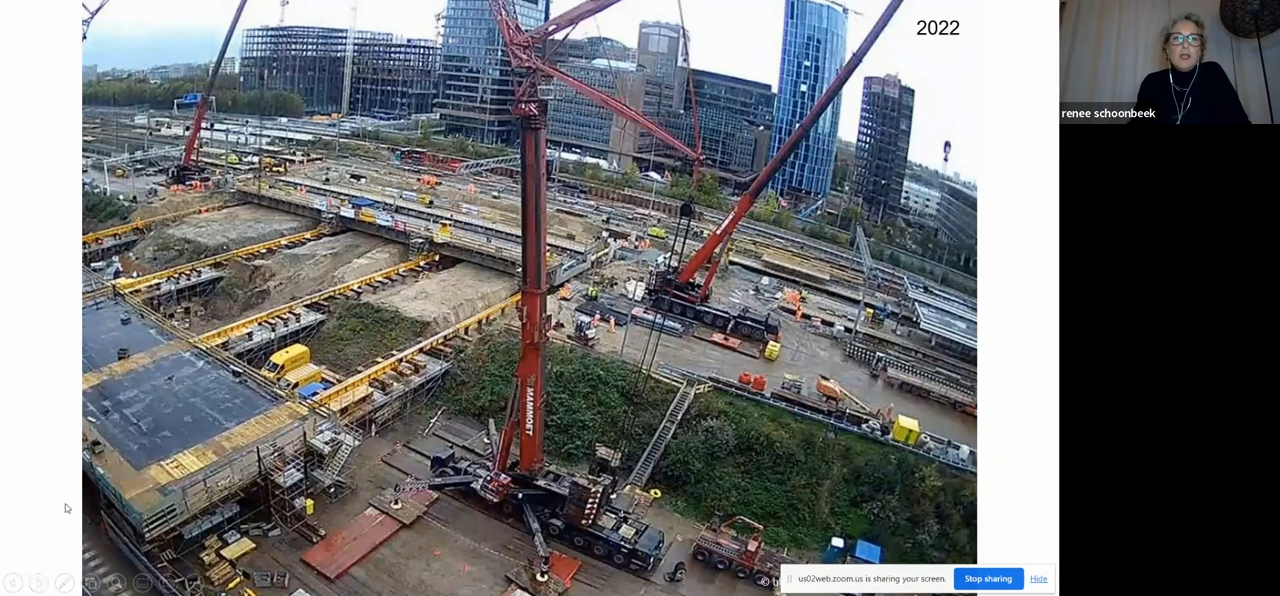 2022
renee schoonbeek
MAMMOET
©
us02web.zoom.us is sharing your screen.
Stop sharing
Hide